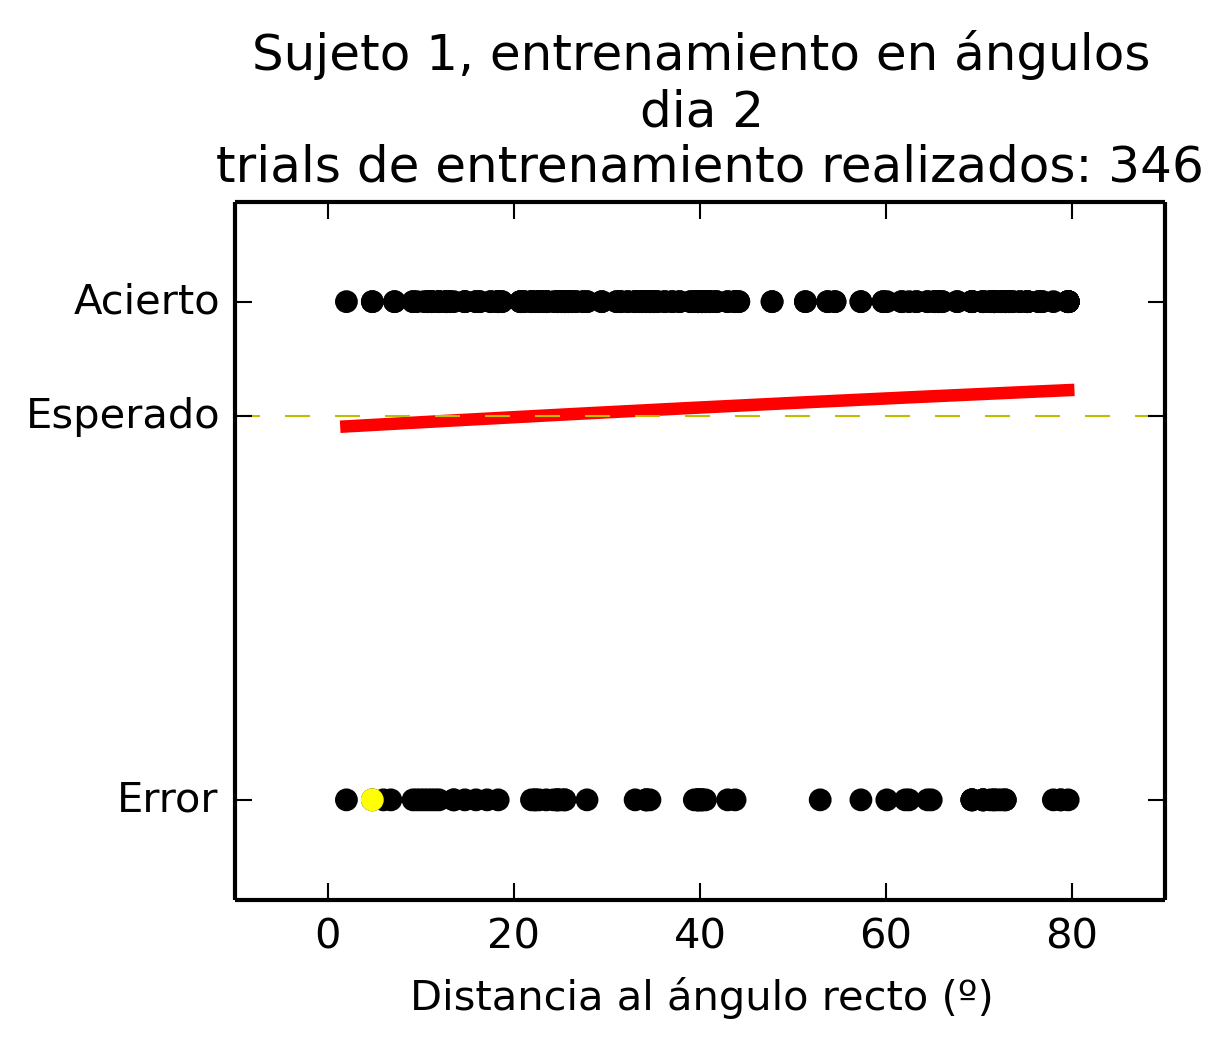 Sujeto 1, entrenamiento en ángulos
dia 2
trials de entrenamiento realizados: 346
Acierto
Esperado
Error
0 20 40 60 80
Distancia al ángulo recto (º)